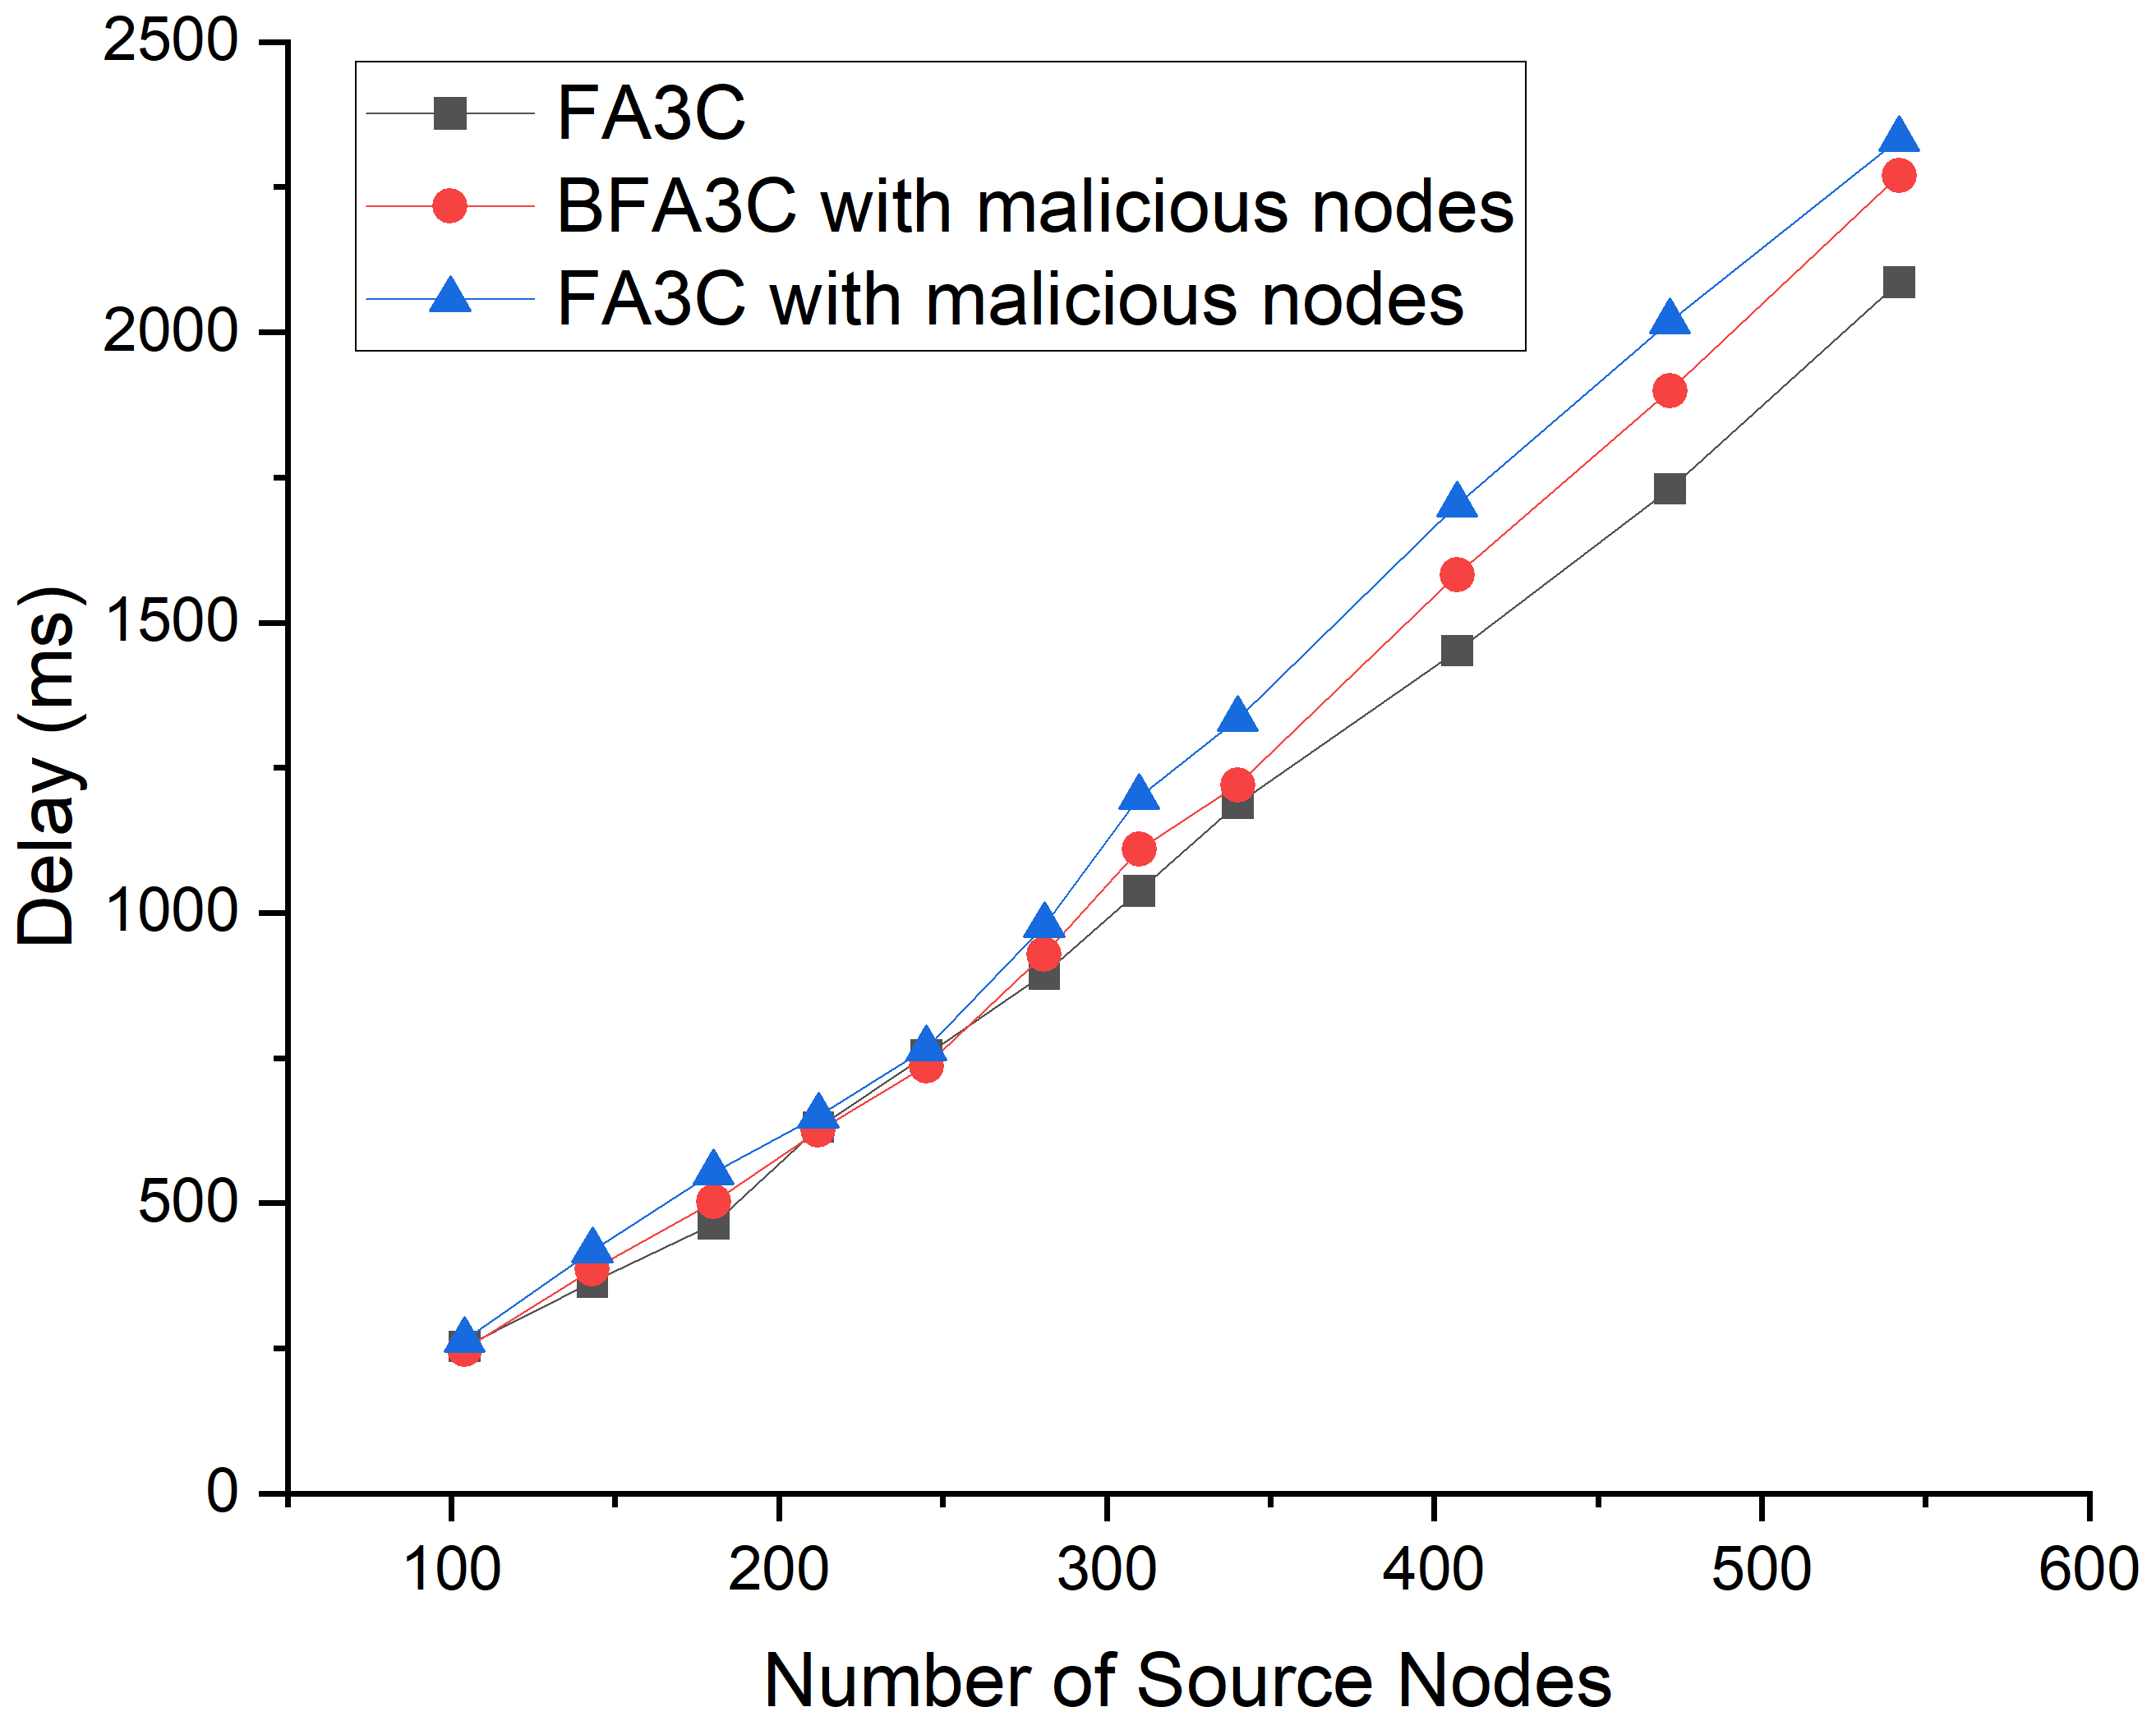 2500
2000
1500
1000
500
0
Delay (ms)
FA3C
BFA3C with malicious nodes
FA3C with malicious nodes
100 200 300 400 500 600
Number of Source Nodes